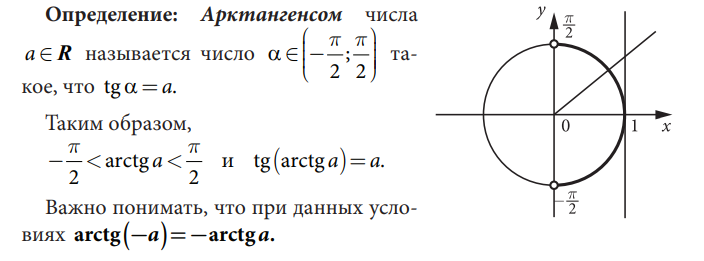 Определение: Арктангенсом числа
a ∈ R называется число α ∈ (−π/2; π/2) та-
кое, что tg α = a.
Таким образом,
−π/2 < arctg a < π/2 и tg(arctg a) = a.
Важно понимать, что при данных усло-
виях arctg(−a) = −arctg a.
y
π/2
0
1
x
−π/2